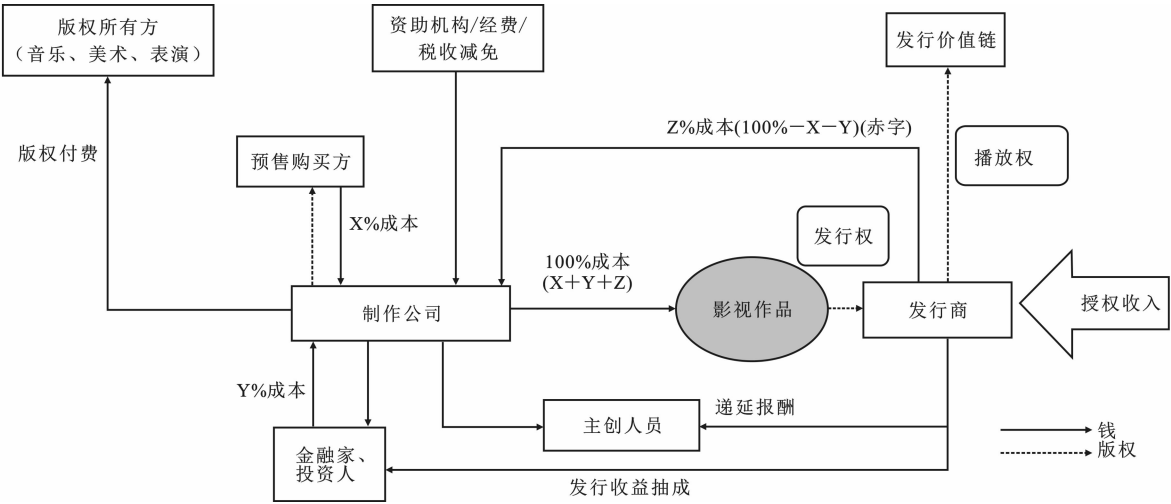 版权所有方
（音乐、美术、表演）
资助机构/经费/
税收减免
发行价值链
Z%成本(100%－X－Y)(赤字)
版权付费
预售购买方
播放权
X%成本
发行权
100%成本
(X＋Y＋Z)
制作公司
影视作品
发行商
授权收入
Y%成本
主创人员
递延报酬
金融家、
投资人
发行收益抽成
钱
版权